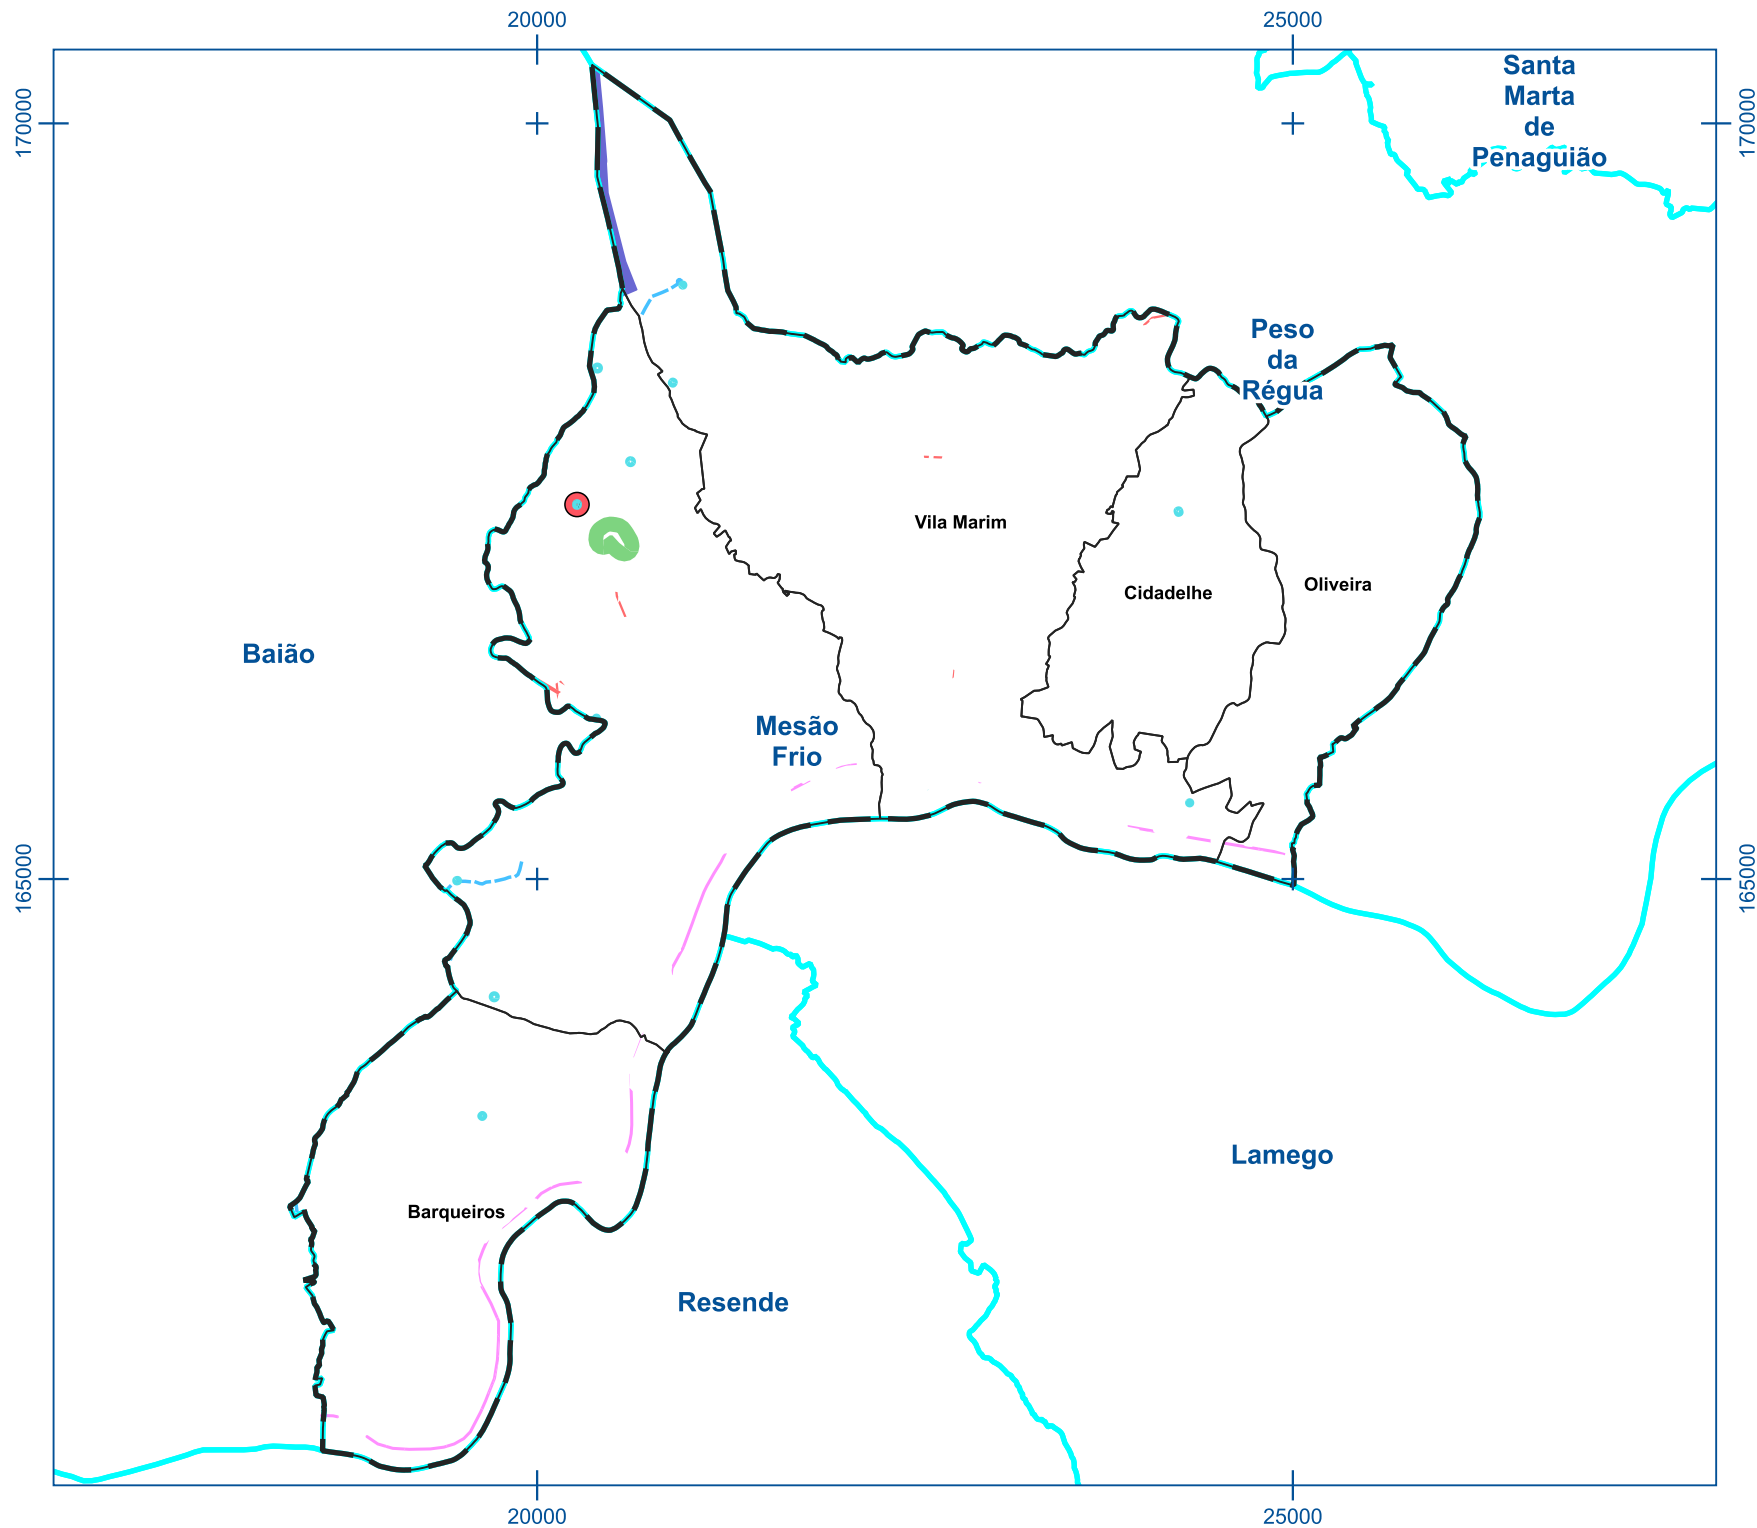 20000
25000
Santa
Marta
de
Penaguião
170000
170000
Peso
da
Régua
Vila Marim
Cidadelhe
Oliveira
Baião
Mesão
Frio
165000
165000
Lamego
Barqueiros
Resende
20000
25000